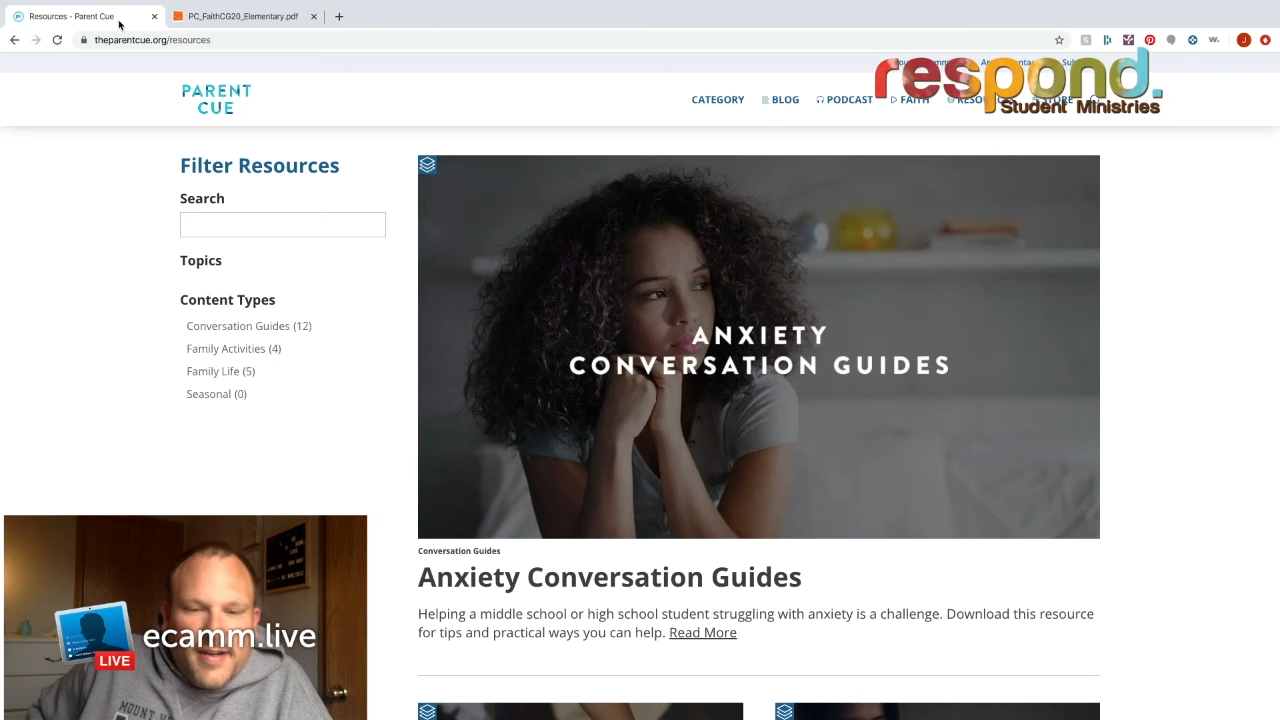 Resources - Parent Cue
PC_FaithCG20_Elementary.pdf
theparentcue.org/resources
respond.
Student Ministries
PARENT
CUE
CATEGORY
BLOG
PODCAST
FAITH
STORE
Filter Resources
Search
Topics
Content Types
Conversation Guides (12)
Family Activities (4)
Family Life (5)
Seasonal (0)
ANXIETY
CONVERSATION GUIDES
Conversation Guides
Anxiety Conversation Guides
Helping a middle school or high school student struggling with anxiety is a challenge. Download this resource
for tips and practical ways you can help. Read More
ecamm.live
LIVE
MOUNT